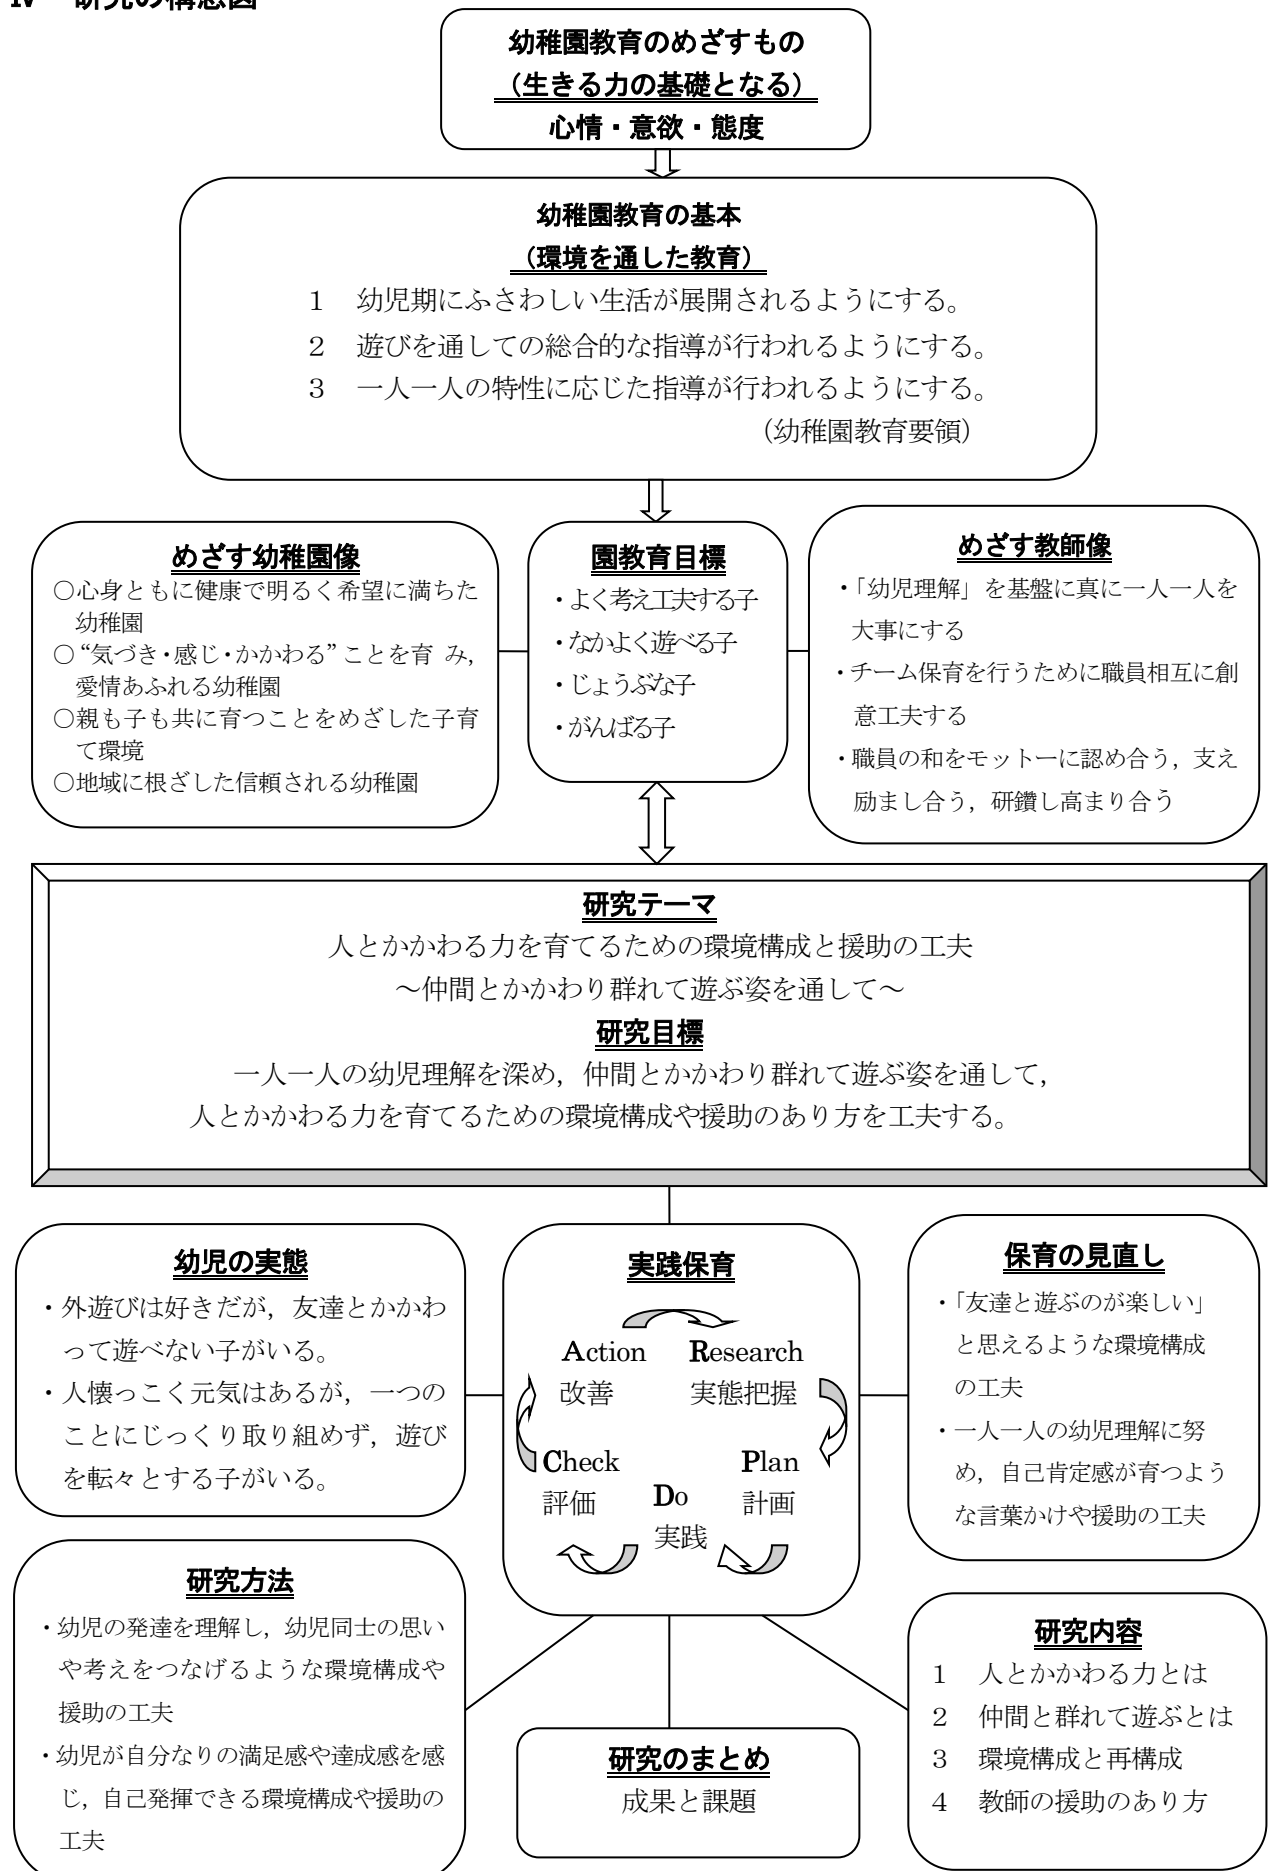 Ⅳ 研究の構想図
幼稚園教育のめざすもの
（生きる力の基礎となる）
心情・意欲・態度
幼稚園教育の基本
（環境を通した教育）
１　幼児期にふさわしい生活が展開されるようにする。
２　遊びを通しての総合的な指導が行われるようにする。
３　一人一人の特性に応じた指導が行われるようにする。
（幼稚園教育要領）
めざす幼稚園像
○心身ともに健康で明るく希望に満ちた
幼稚園
○“気づき・感じ・かかわる”ことを育 み，
愛情あふれる幼稚園
○親も子も共に育つことをめざした子育
て環境
○地域に根ざした信頼される幼稚園
園教育目標
・よく考え工夫する子
・なかよく遊べる子
・じょうぶな子
・がんばる子
めざす教師像
・「幼児理解」を基盤に真に一人一人を
大事にする
・チーム保育を行うために職員相互に創
意工夫する
・職員の和をモットーに認め合う，支え
励まし合う，研鑽し高まり合う
研究テーマ
人とかかわる力を育てるための環境構成と援助の工夫
～仲間とかかわり群れて遊ぶ姿を通して～
研究目標
一人一人の幼児理解を深め，仲間とかかわり群れて遊ぶ姿を通して，
人とかかわる力を育てるための環境構成や援助のあり方を工夫する。
幼児の実態
・外遊びは好きだが，友達とかかわ
って遊べない子がいる。
・人懐っこく元気はあるが，一つの
ことにじっくり取り組めず，遊び
を転々とする子がいる。
実践保育
Action
改善
Research
実態把握
Check
評価
Plan
計画
Do
実践
保育の見直し
・「友達と遊ぶのが楽しい」
と思えるような環境構成
の工夫
・一人一人の幼児理解に努
め，自己肯定感が育つよう
な言葉かけや援助の工夫
研究方法
・幼児の発達を理解し，幼児同士の思い
や考えをつなげるような環境構成や
援助の工夫
・幼児が自分なりの満足感や達成感を感
じ，自己発揮できる環境構成や援助の
工夫
研究のまとめ
成果と課題
研究内容
１　人とかかわる力とは
２　仲間と群れて遊ぶとは
３　環境構成と再構成
４　教師の援助のあり方